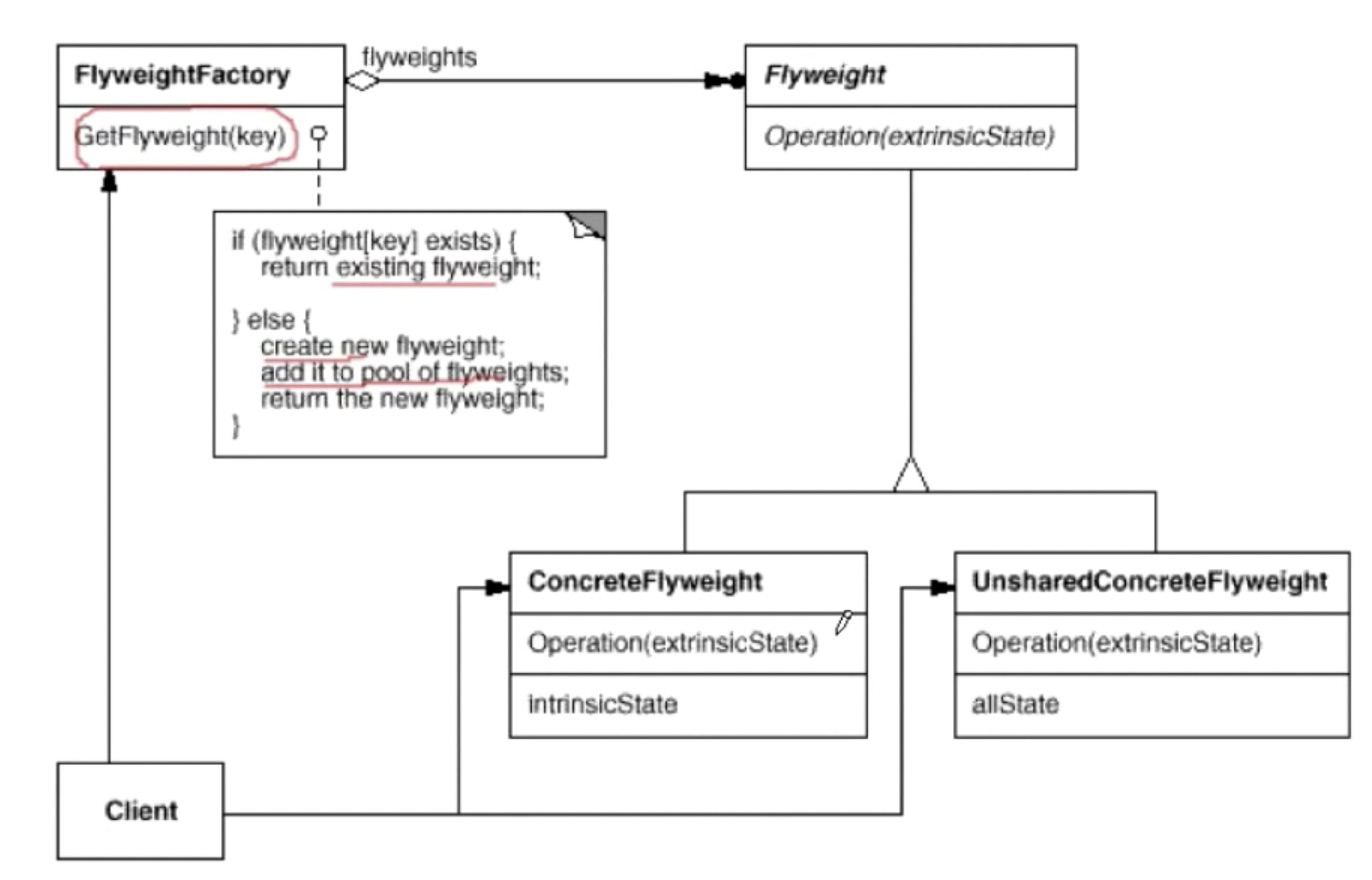 flyweights
FlyweightFactory
GetFlyweight(key)
Flyweight
Operation(extrinsicState)
if (flyweight[key] exists) {
return existing flyweight;
} else {
create new flyweight;
add it to pool of flyweights;
return the new flyweight;
}
ConcreteFlyweight
Operation(extrinsicState)
intrinsicState
UnsharedConcreteFlyweight
Operation(extrinsicState)
allState
Client